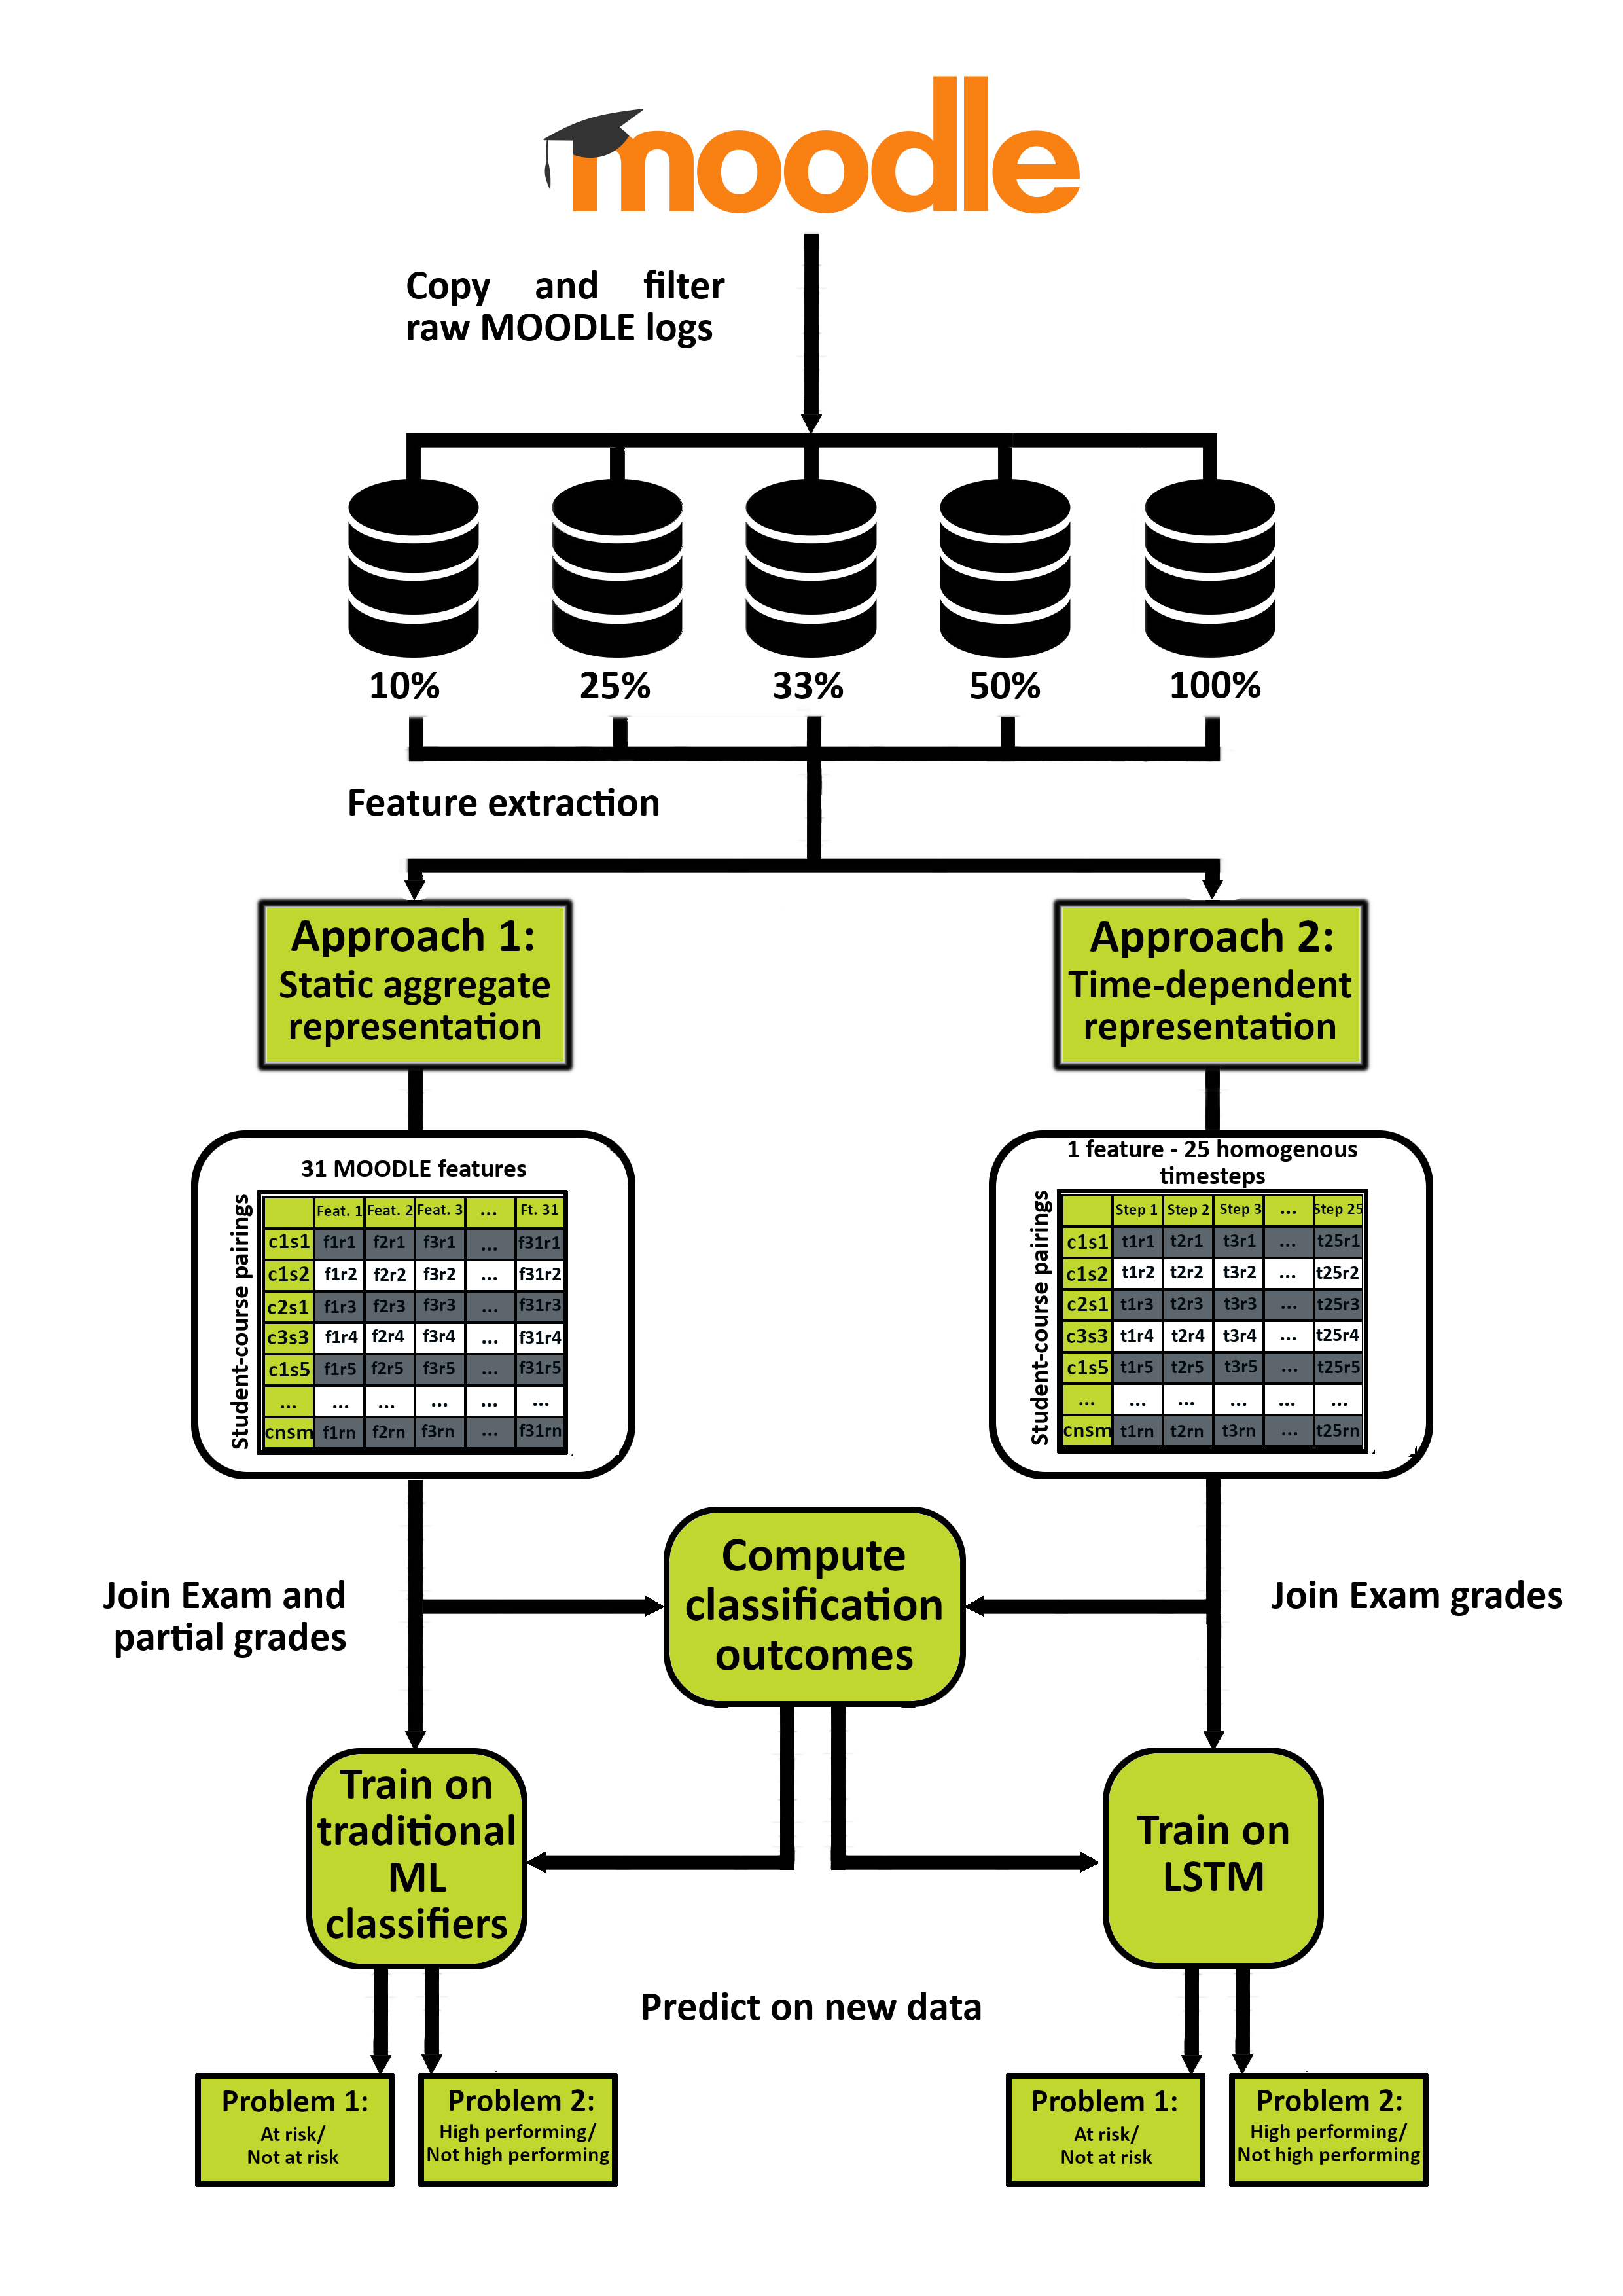 moodle
Copy and filter
raw MOODLE logs
10% 25% 33% 50% 100%
Feature extraction
Approach 1:
Static aggregate
representation
Approach 2:
Time-dependent
representation
31 MOODLE features
Student-course pairings
Feat. 1 Feat. 2 Feat. 3 ... Ft. 31
c1s1 f1r1 f2r1 f3r1 ... f31r1
c1s2 f1r2 f2r2 f3r2 ... f31r2
c2s1 f1r3 f2r3 f3r3 ... f31r3
c3s3 f1r4 f2r4 f3r4 ... f31r4
c1s5 f1r5 f2r5 f3r5 ... f31r5
... ... ... ... ... ...
cnsm f1rn f2rn f3rn ... f31rn
1 feature - 25 homogenous
timesteps
Student-course pairings
Step 1 Step 2 Step 3 ... Step 25
c1s1 t1r1 t2r1 t3r1 ... t25r1
c1s2 t1r2 t2r2 t3r2 ... t25r2
c2s1 t1r3 t2r3 t3r3 ... t25r3
c3s3 t1r4 t2r4 t3r4 ... t25r4
c1s5 t1r5 t2r5 t3r5 ... t25r5
... ... ... ... ... ...
cnsm t1rn t2rn t3rn ... t25rn
Join Exam and
partial grades
Compute
classification
outcomes
Join Exam grades
Train on
traditional
ML
classifiers
Train on
LSTM
Predict on new data
Problem 1:
At risk/
Not at risk
Problem 2:
High performing/
Not high performing
Problem 1:
At risk/
Not at risk
Problem 2:
High performing/
Not high performing